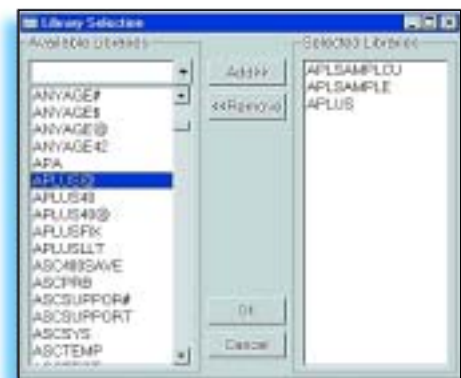 Library Selection
Available Libraries
ANYAGE#
ANYAGE$
ANYAGE@
ANYAGE42
APA
APLUS@
APLUS40
APLUS40@
APLUSFIX
APLUSLLT
ASC400SAVE
ASCPRB
ASCSUPPOR#
ASCSUPPORT
ASCSYS
ASCTEMP
Add>>
<<Remove
OK
Cancel
Selected Libraries
APLSAMPLCU
APLSAMPLE
APLUS